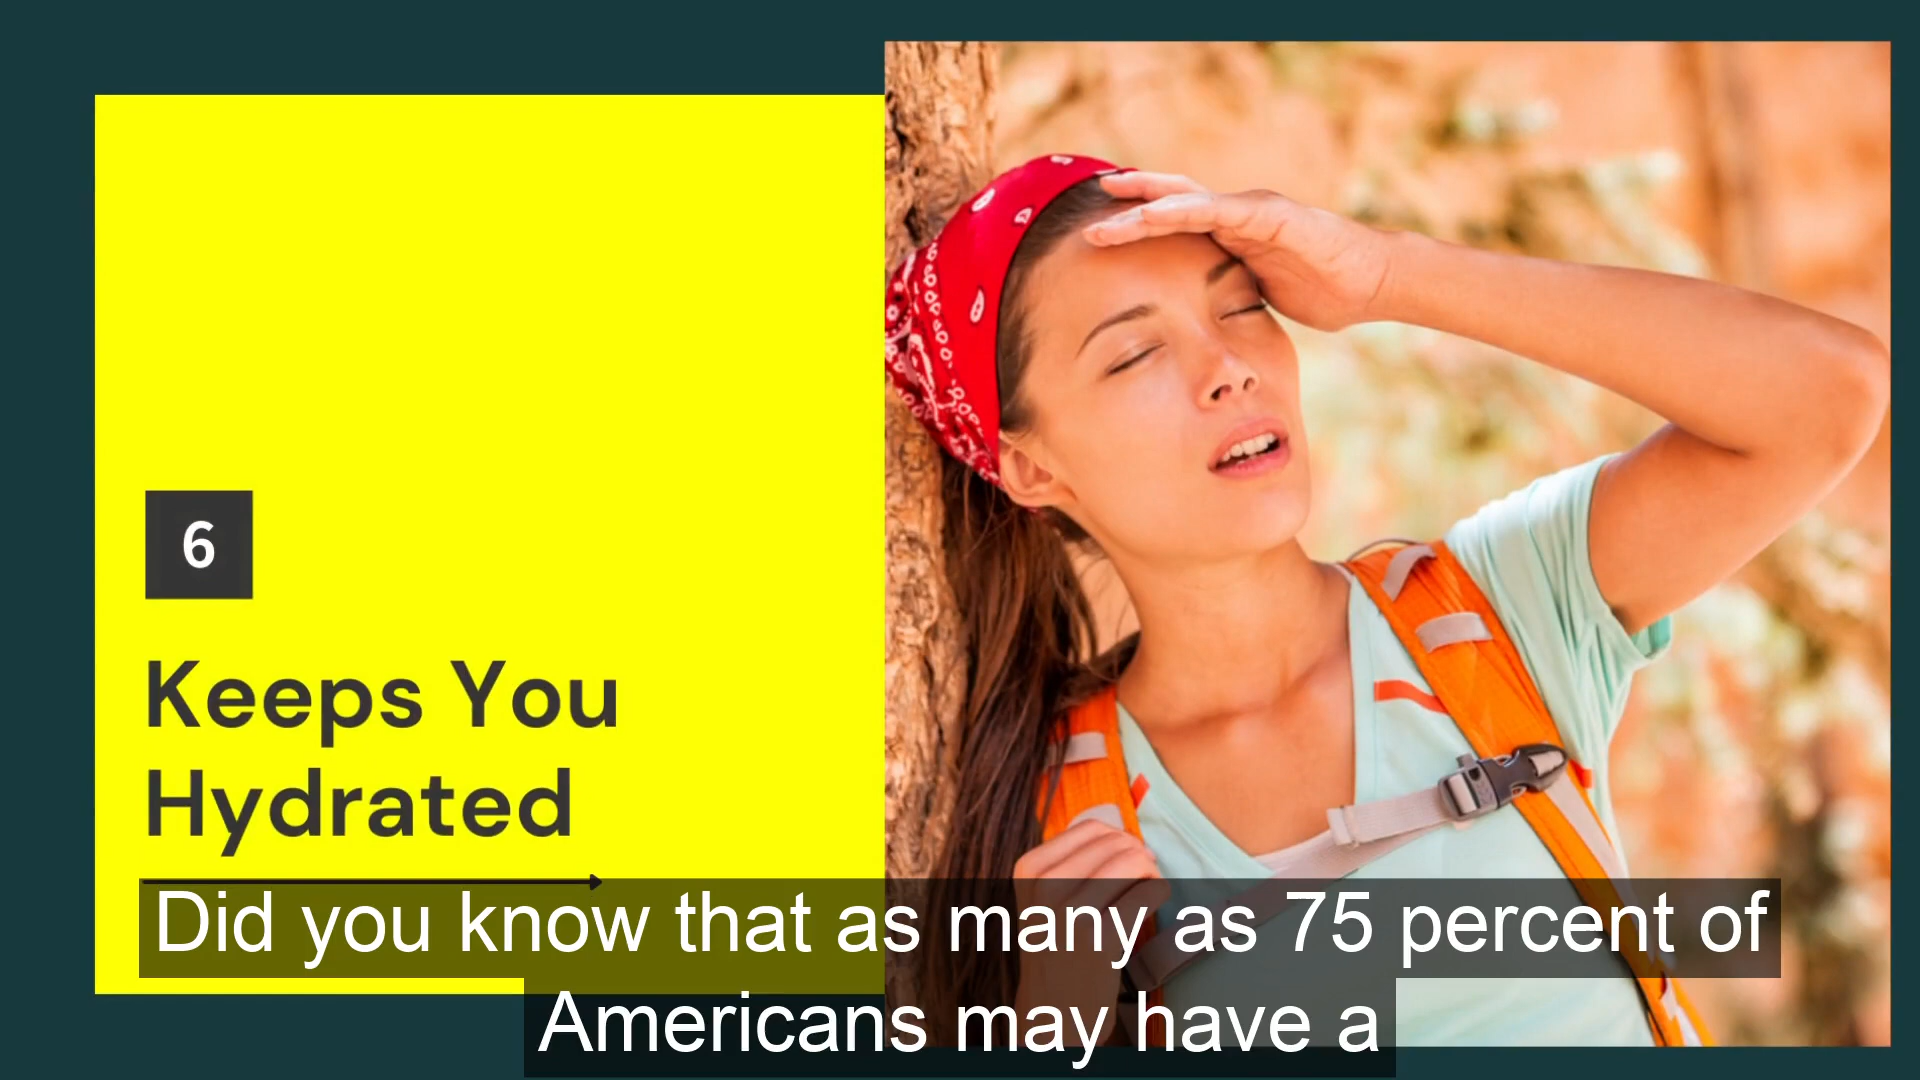 6
Keeps You
Hydrated
Did you know that as many as 75 percent of
Americans may have a